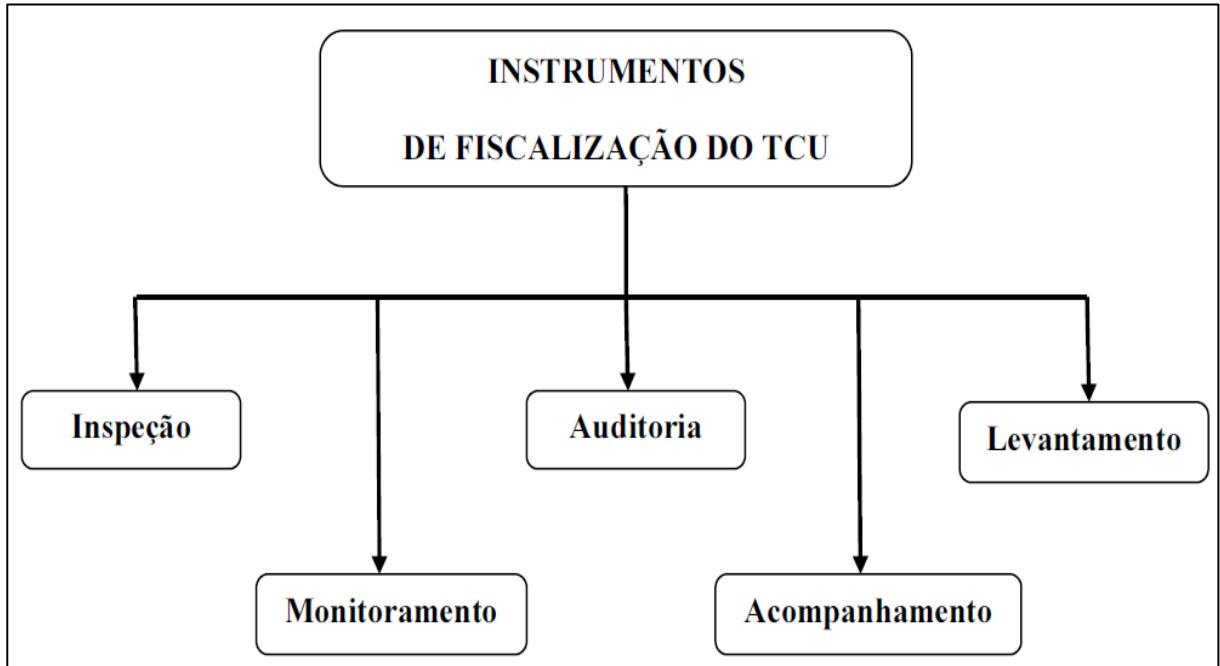 INSTRUMENTOS
DE FISCALIZAÇÃO DO TCU
Inspeção
Auditoria
Levantamento
Monitoramento
Acompanhamento